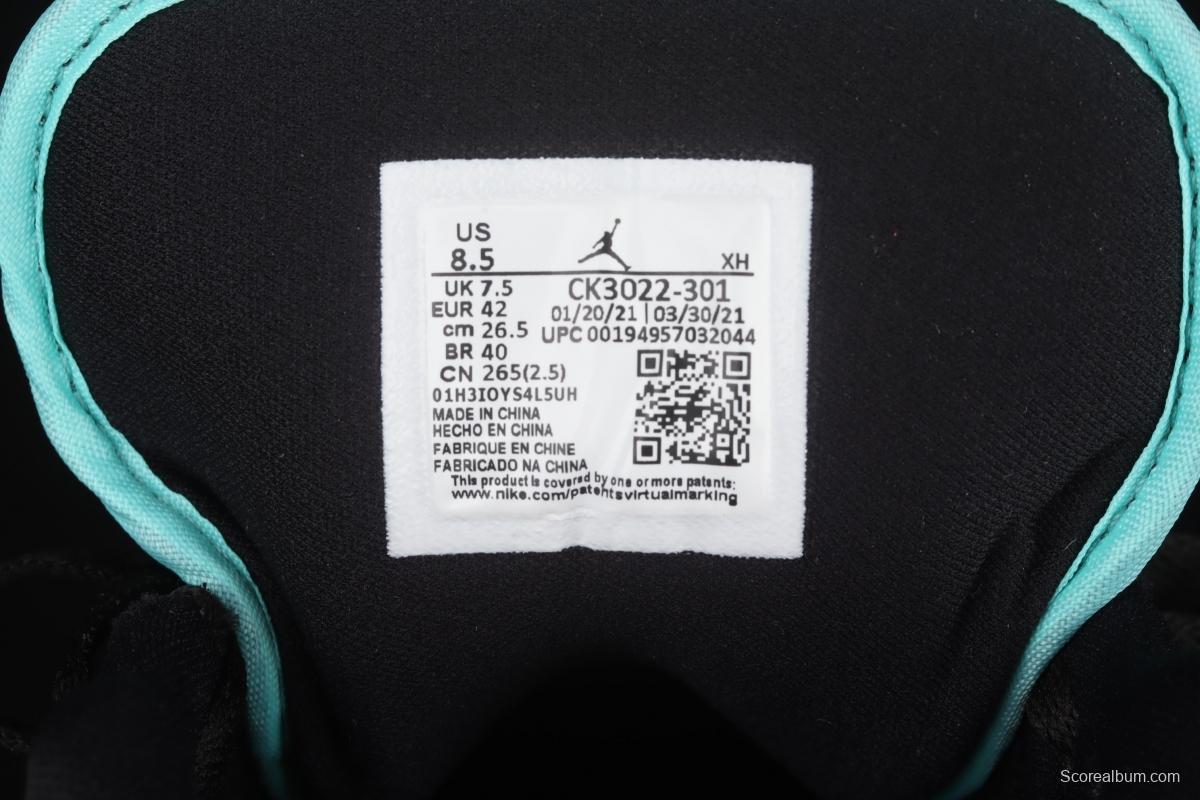 US
8.5
XH
UK 7.5
EUR 42
cm 26.5
BR 40
CN 265(2.5)
CK3022-301
01/20/21 | 03/30/21
UPC 00194957032044
01H3IOYS4L5UH
MADE IN CHINA
HECHO EN CHINA
FABRIQUE EN CHINE
FABRICADO NA CHINA
This product is covered by one or more patents:
www.nike.com/patentsvirtualmarking
Scorealbum.com